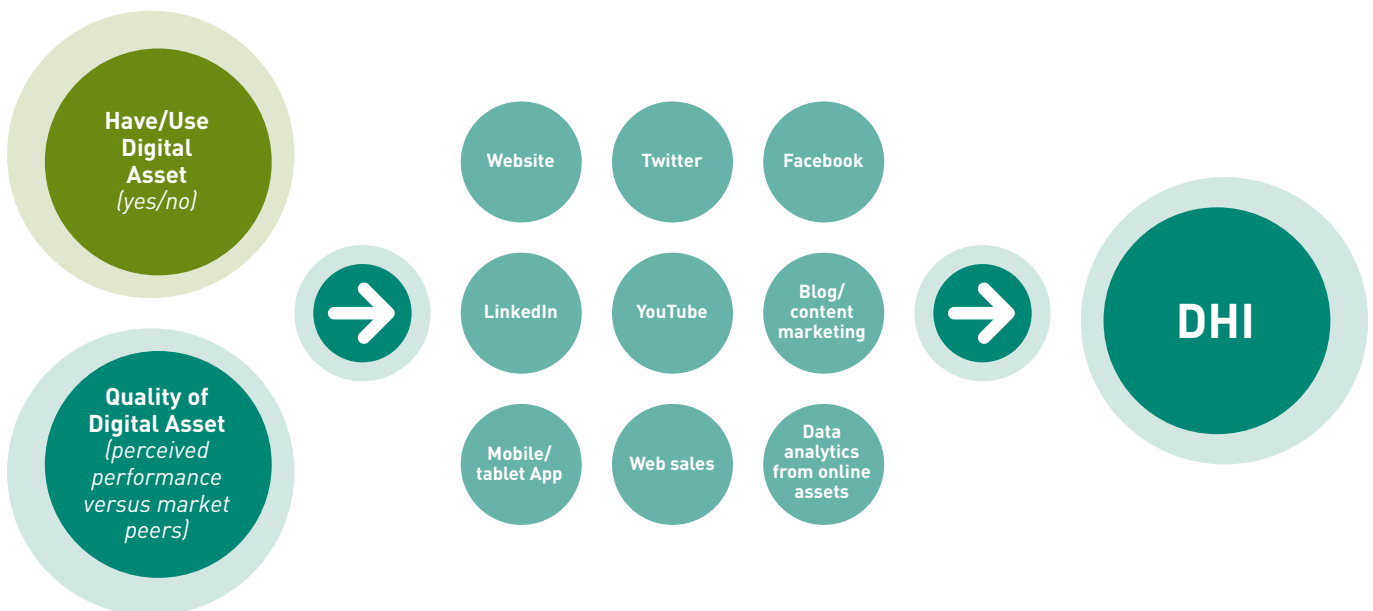 Have/Use
Digital
Asset
(yes/no)
Quality of
Digital Asset
(perceived
performance
versus market
peers)
Website
Twitter
Facebook
LinkedIn
YouTube
Blog/
content
marketing
Mobile/
tablet App
Web sales
Data
analytics
from online
assets
DHI